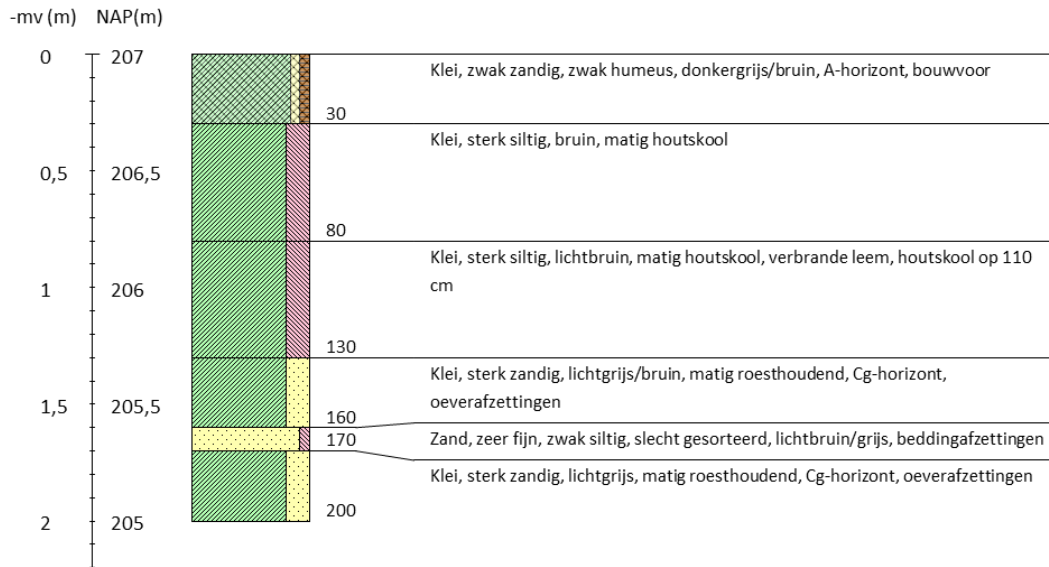 -mv (m) NAP(m)
0 207
Klei, zwak zandig, zwak humeus, donkergrijs/bruin, A-horizont, bouwvoor
30
Klei, sterk siltig, bruin, matig houtskool
0,5 206,5
80
Klei, sterk siltig, lichtbruin, matig houtskool, verbrande leem, houtskool op 110
cm
1 206
130
Klei, sterk zandig, lichtgrijs/bruin, matig roesthoudend, Cg-horizont,
oeverafzettingen
1,5 205,5
160
170 Zand, zeer fijn, zwak siltig, slecht gesorteerd, lichtbruin/grijs, beddingafzettingen
Klei, sterk zandig, lichtgrijs, matig roesthoudend, Cg-horizont, oeverafzettingen
200
2 205